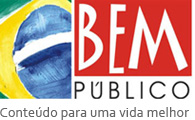 BEM
PÚBLICO
Conteúdo para uma vida melhor